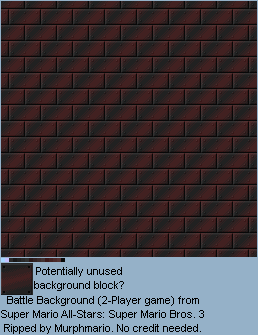 Potentially unused
background block?
Battle Background (2-Player game) from
Super Mario All-Stars: Super Mario Bros. 3
Ripped by Murphmario. No credit needed.